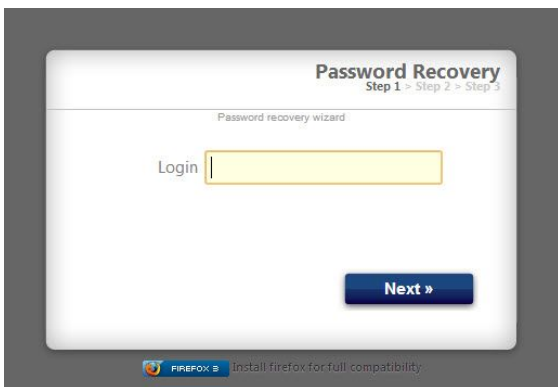 Password Recovery
Step 1 > Step 2 > Step 3
Password recovery wizard
Login
Next »
FIREFOX 3 Install firefox for full compatibility